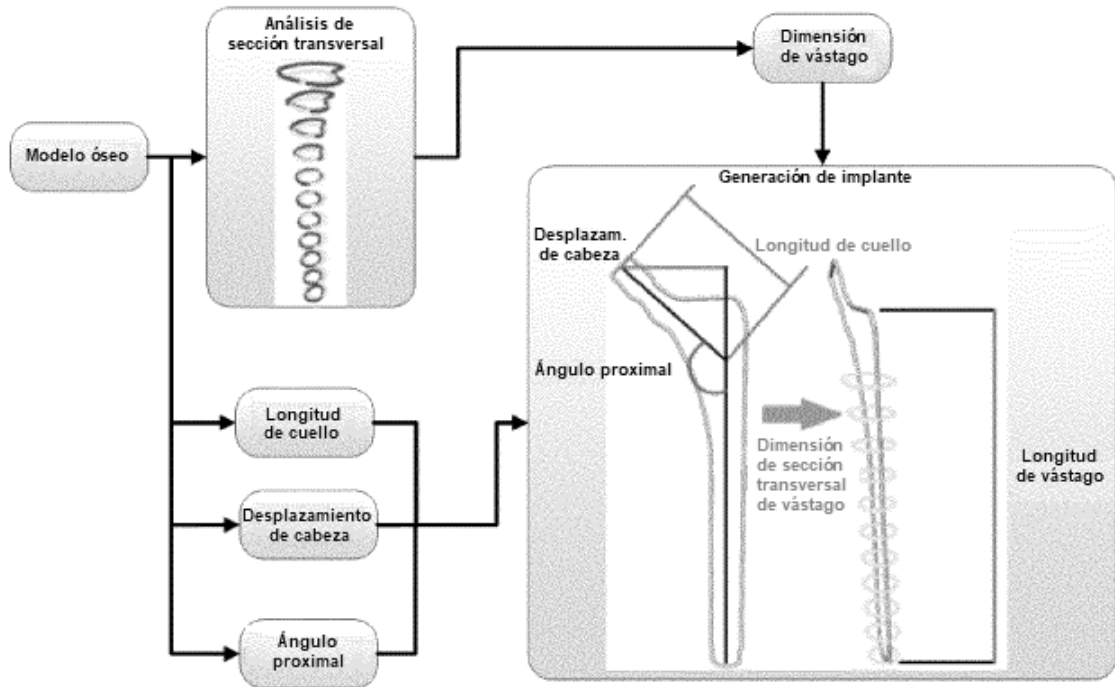 Análisis de
sección transversal
Dimensión
de vástago
Modelo óseo
Generación de implante
Desplazam.
de cabeza
Longitud de cuello
Ángulo proximal
Dimensión
de sección
transversal
de vástago
Longitud
de vástago
Longitud
de cuello
Desplazamiento
de cabeza
Ángulo
proximal